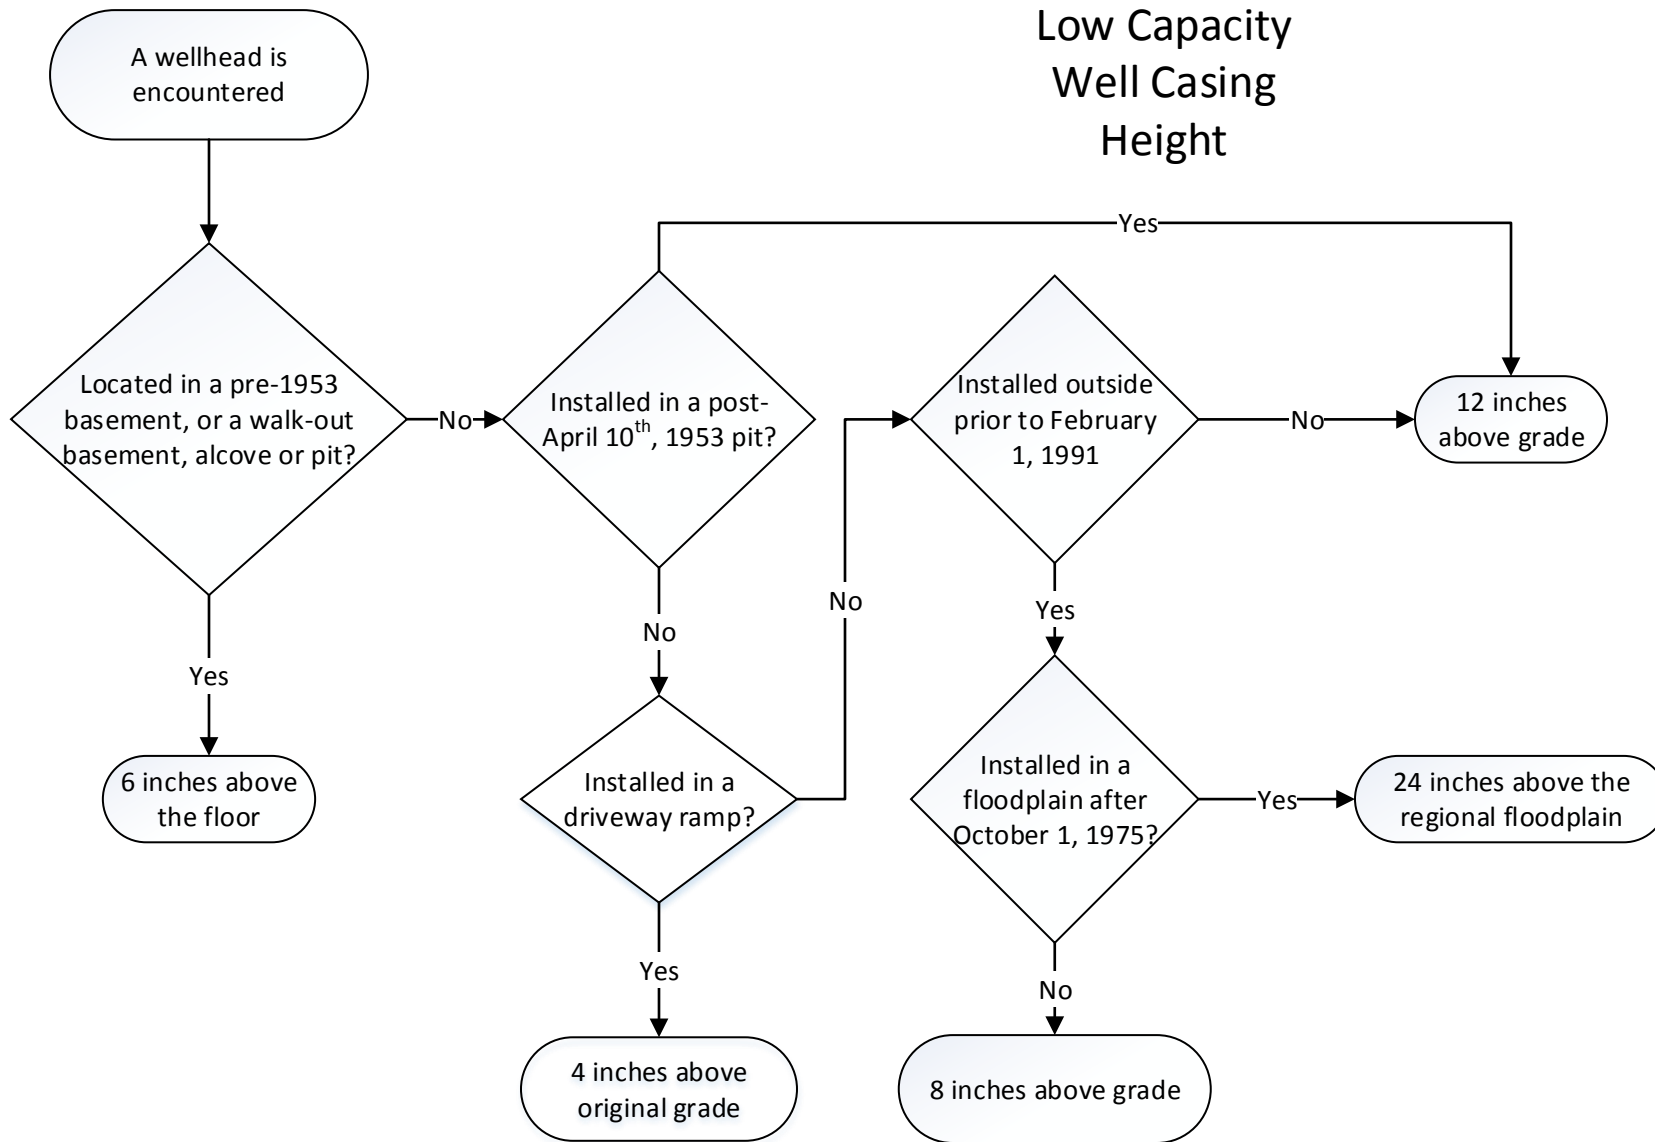 Low Capacity
Well Casing
Height
A wellhead is
encountered
Yes
Located in a pre-1953
basement, or a walk-out
basement, alcove or pit?
No
Installed in a post-
April 10th, 1953 pit?
Installed outside
prior to February
1, 1991
No
12 inches
above grade
Yes
6 inches above
the floor
No
Installed in a
driveway ramp?
No
Yes
Installed in a
floodplain after
October 1, 1975?
Yes
24 inches above the
regional floodplain
Yes
4 inches above
original grade
No
8 inches above grade